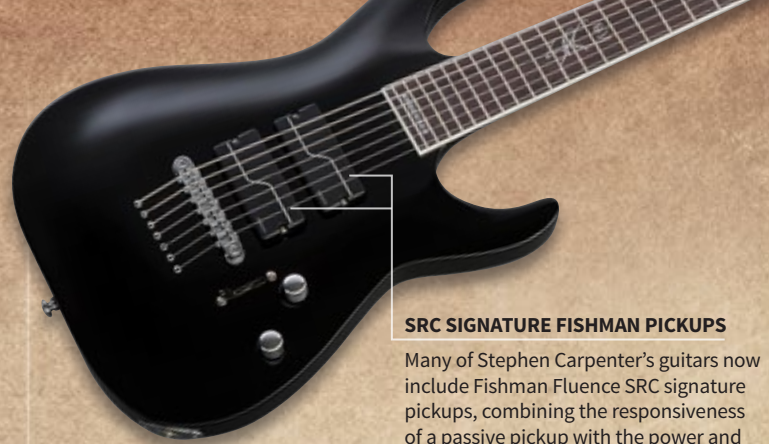 SRC SIGNATURE FISHMAN PICKUPS
Many of Stephen Carpenter’s guitars now
include Fishman Fluence SRC signature
pickups, combining the responsiveness
of a passive pickup with the power and